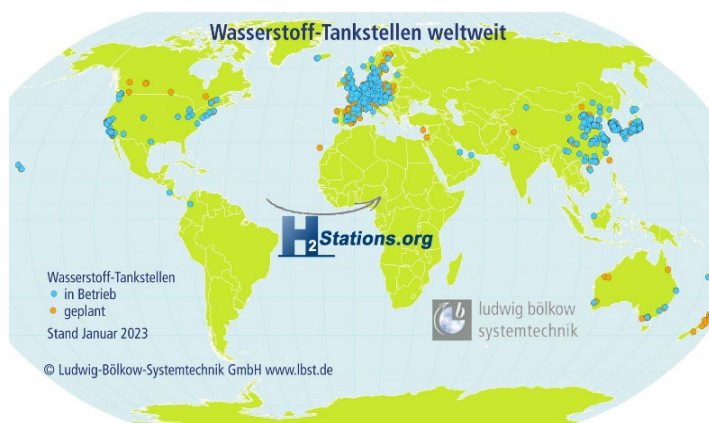 Wasserstoff-Tankstellen weltweit
H2Stations.org
Wasserstoff-Tankstellen
in Betrieb
geplant
Stand Januar 2023
b
ludwig bölkow
systemtechnik
© Ludwig-Bölkow-Systemtechnik GmbH www.lbst.de